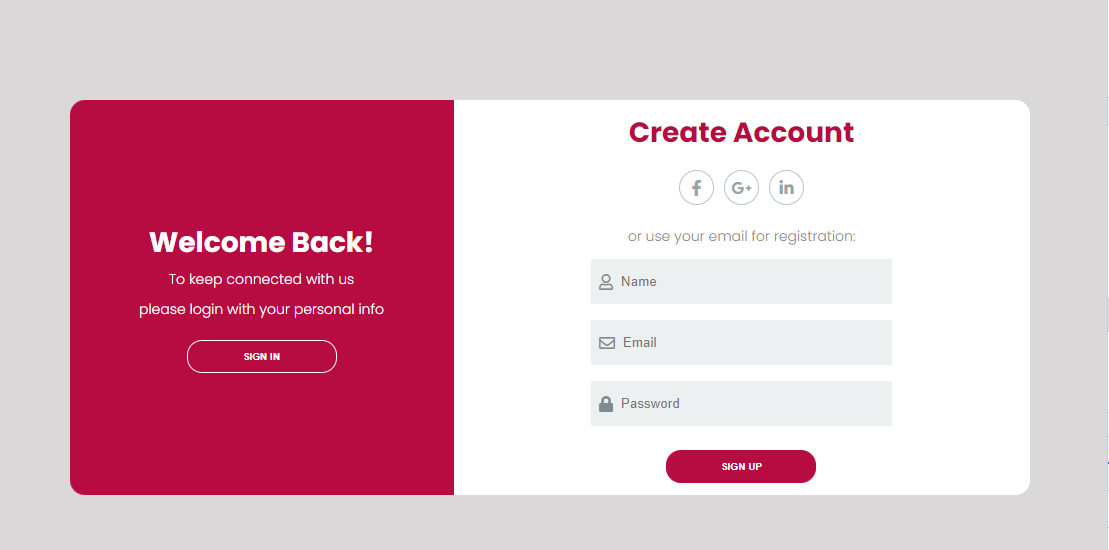 Welcome Back!
To keep connected with us
please login with your personal info
SIGN IN
Create Account
f G+ in
or use your email for registration:
Name
Email
Password
SIGN UP